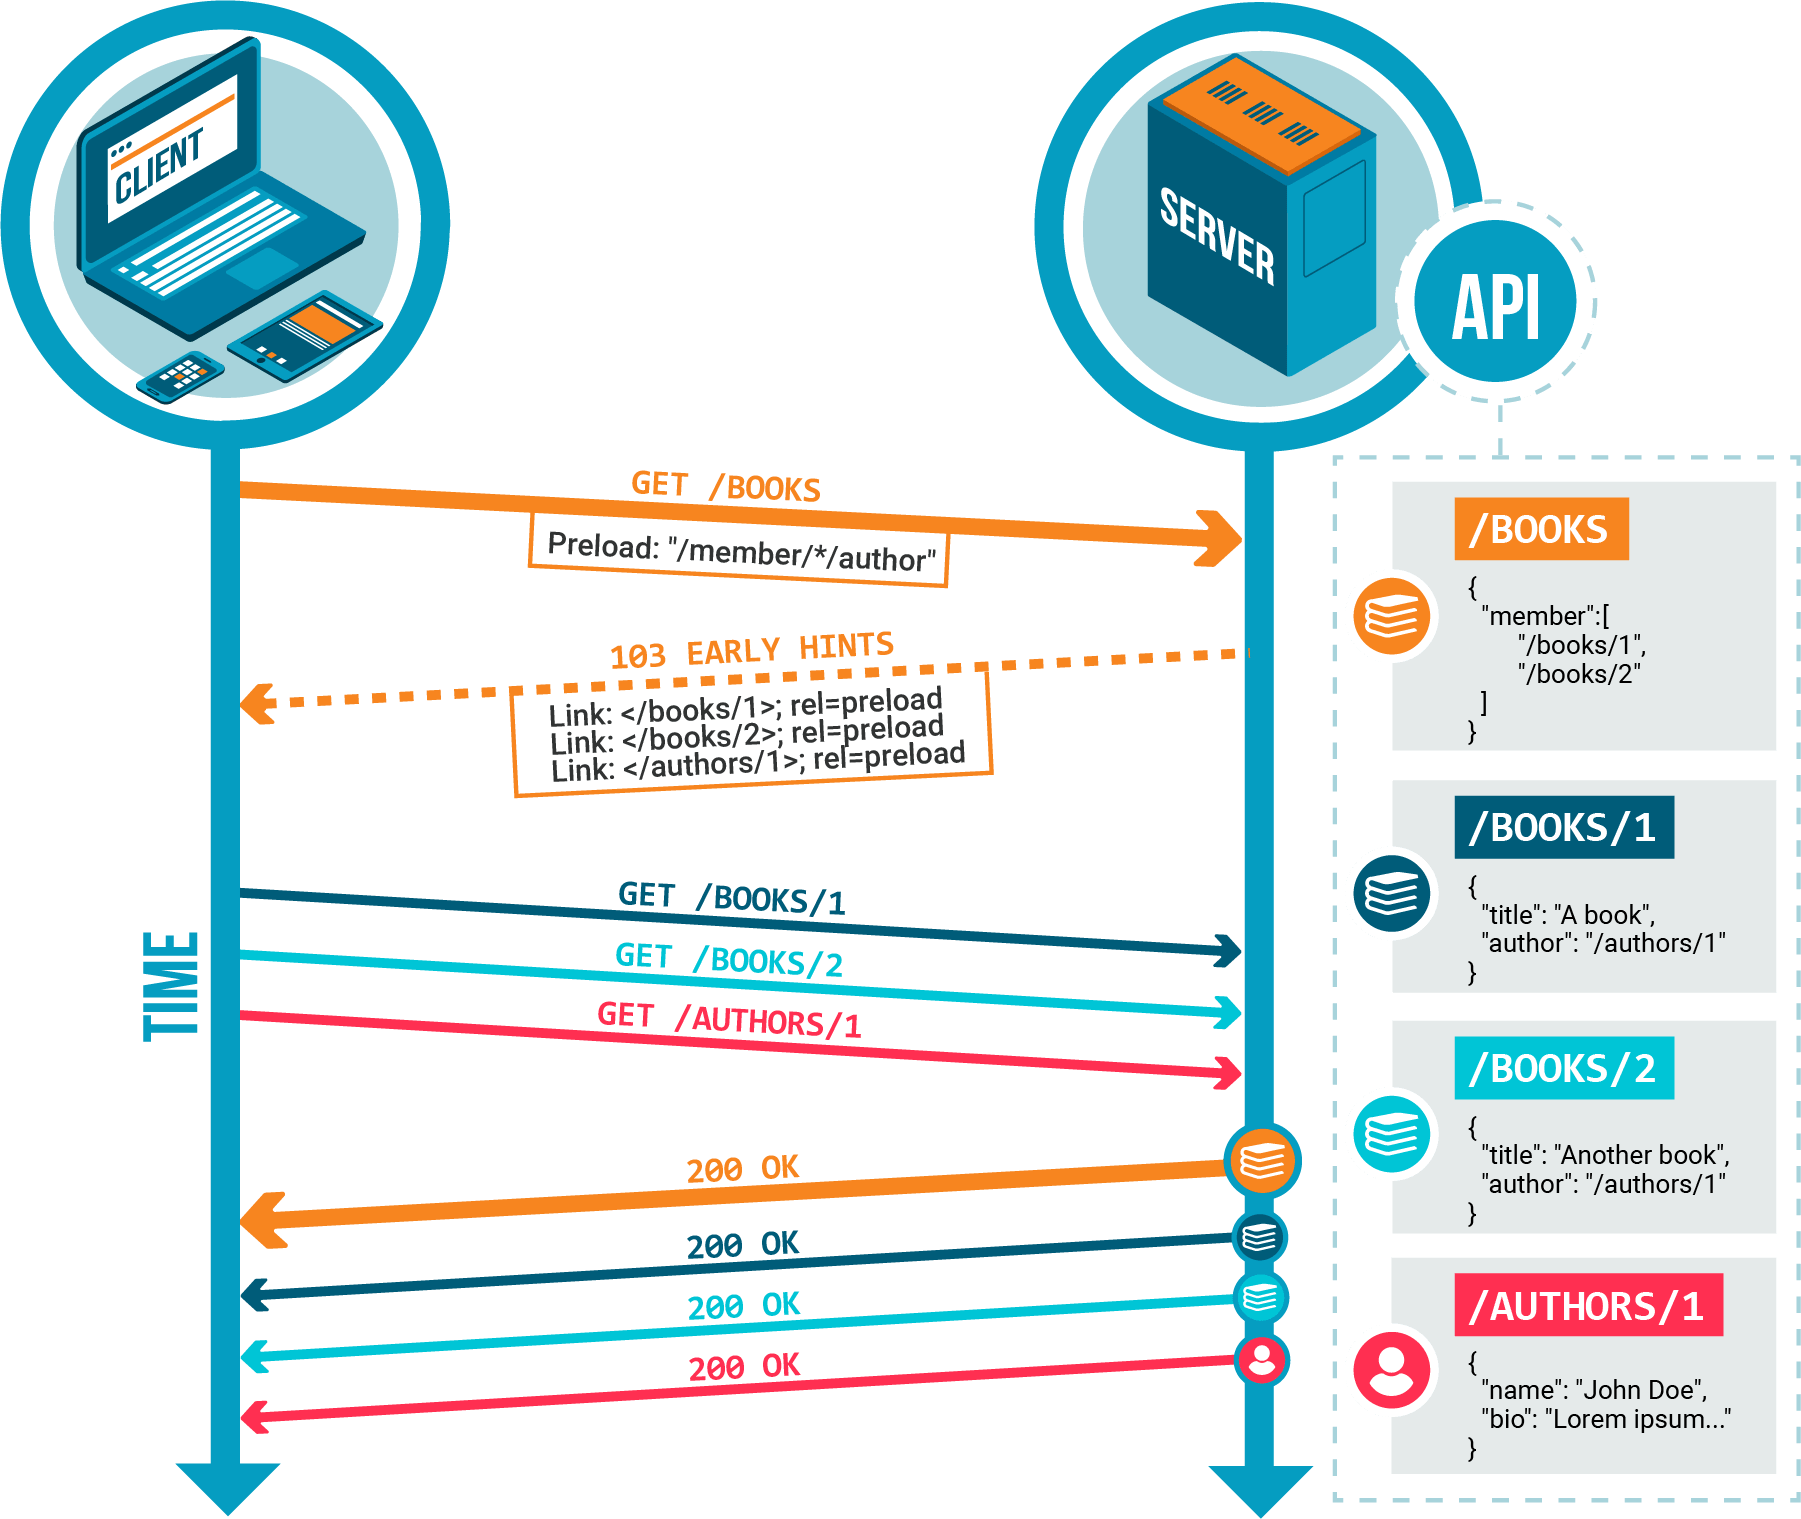 CLIENT
SERVER
API
GET /BOOKS
Preload: "/member/*/author"
103 EARLY HINTS
Link: </books/1>; rel=preload
Link: </books/2>; rel=preload
Link: </authors/1>; rel=preload
TIME
GET /BOOKS/1
GET /BOOKS/2
GET /AUTHORS/1
200 OK
200 OK
200 OK
200 OK
/BOOKS
{
"member":[
"/books/1",
"/books/2"
]
}
/BOOKS/1
{
"title": "A book",
"author": "/authors/1"
}
/BOOKS/2
{
"title": "Another book",
"author": "/authors/1"
}
/AUTHORS/1
{
"name": "John Doe",
"bio": "Lorem ipsum..."
}